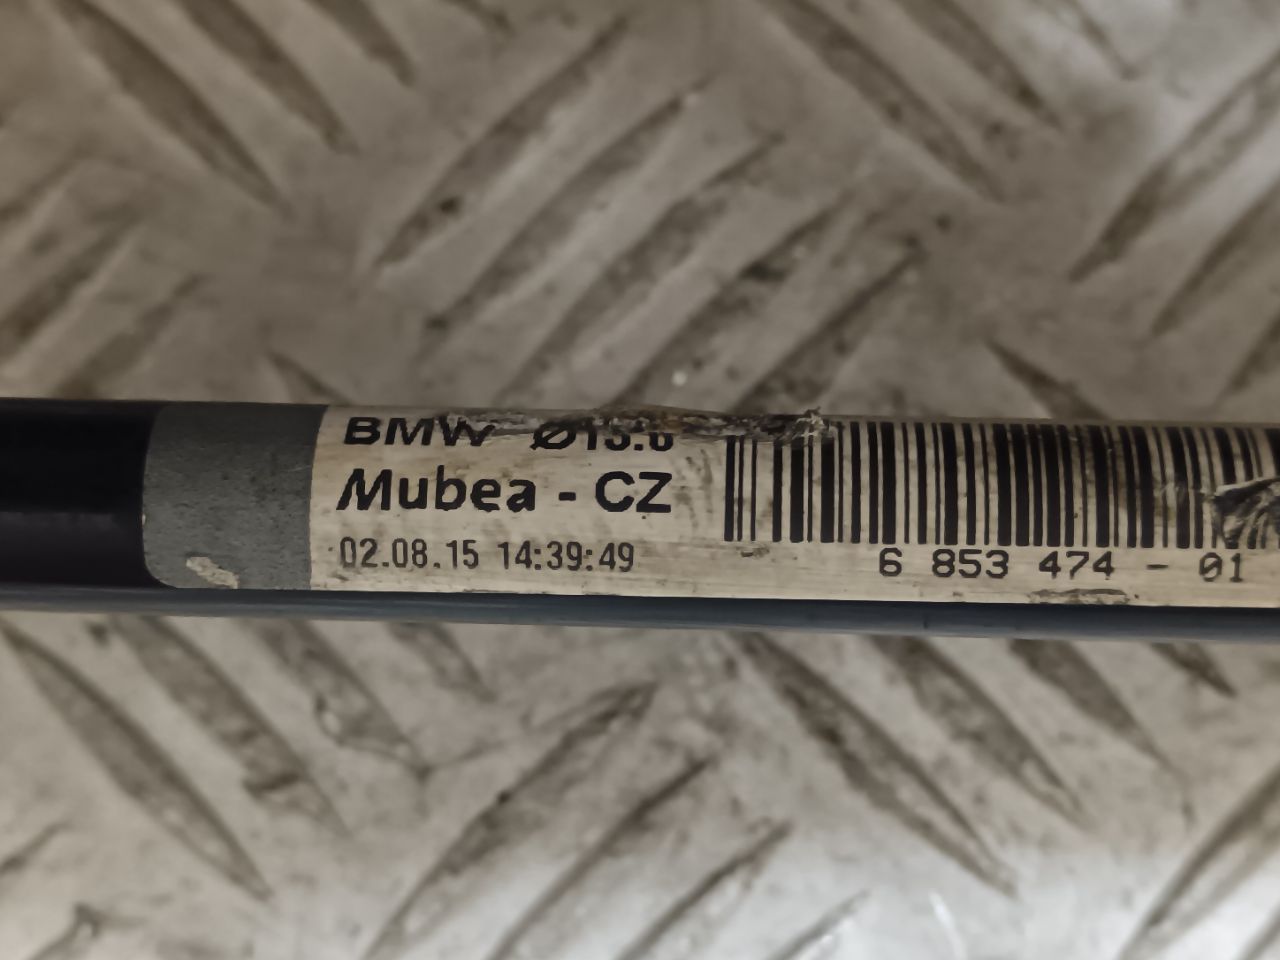 BMW
Mubea - CZ
02.08.15 14:39:49
6 853 474 - 01